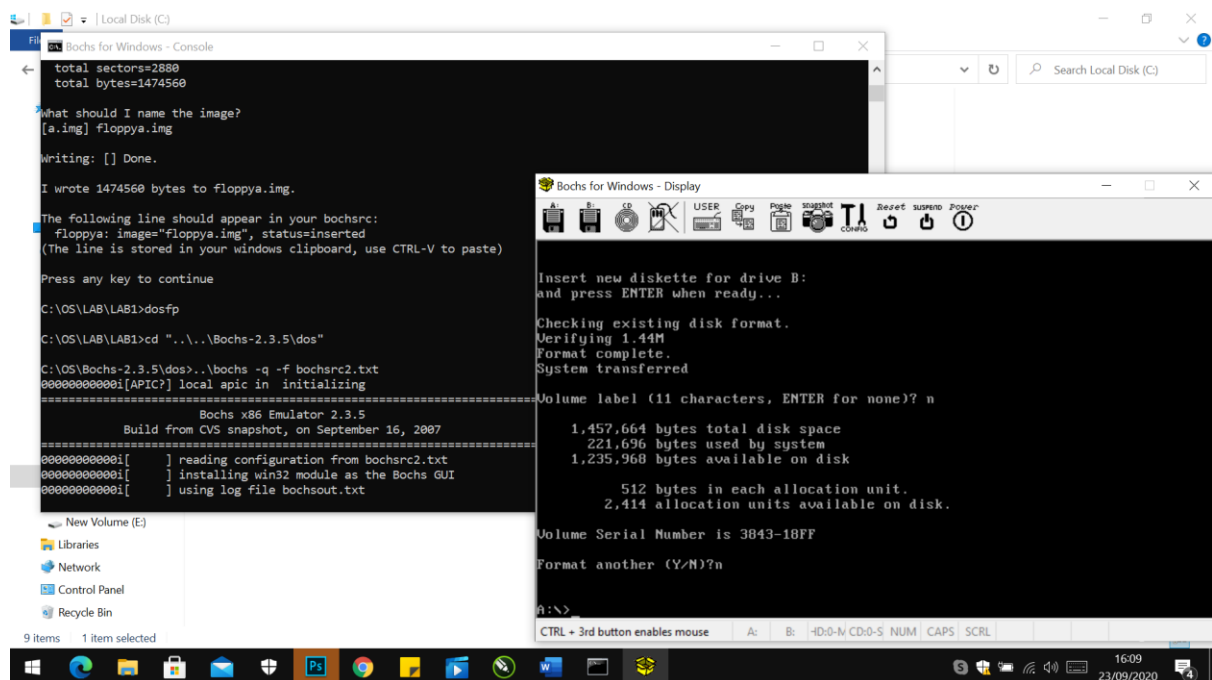 Local Disk (C:)
Fil
Bochs for Windows - Console
Search Local Disk (C:)
total sectors=2880
total bytes=1474560
What should I name the image?
[a.img] floppya.img
Writing: [] Done.
I wrote 1474560 bytes to floppya.img.
The following line should appear in your bochsrc:
floppya: image="floppya.img", status=inserted
(The line is stored in your windows clipboard, use CTRL-V to paste)
Press any key to continue
C:\OS\LAB\LAB1>dosfp
C:\OS\LAB\LAB1>cd "..\..\Bochs-2.3.5\dos"
C:\OS\Bochs-2.3.5\dos>..\bochs -q -f bochsrc2.txt
00000000000i[APIC?] local apic in  initializing
========================================================================
Bochs x86 Emulator 2.3.5
Build from CVS snapshot, on September 16, 2007
========================================================================
00000000000i[     ] reading configuration from bochsrc2.txt
00000000000i[     ] installing win32 module as the Bochs GUI
00000000000i[     ] using log file bochsout.txt
Bochs for Windows - Display
A:
B:
CD
USER
Copy
Paste
snapshot
CONFIG
Reset
SUSPEND
Power
Insert new diskette for drive B:
and press ENTER when ready...
Checking existing disk format.
Verifying 1.44M
Format complete.
System transferred
Volume label (11 characters, ENTER for none)? n
1,457,664 bytes total disk space
221,696 bytes used by system
1,235,968 bytes available on disk
512 bytes in each allocation unit.
2,414 allocation units available on disk.
Volume Serial Number is 3843-18FF
Format another (Y/N)?n
A:\>_
CTRL + 3rd button enables mouse A: B: HD:0-M CD:0-S NUM CAPS SCRL
New Volume (E:)
Libraries
Network
Control Panel
Recycle Bin
9 items 1 item selected
Ps
16:09
23/09/2020
4